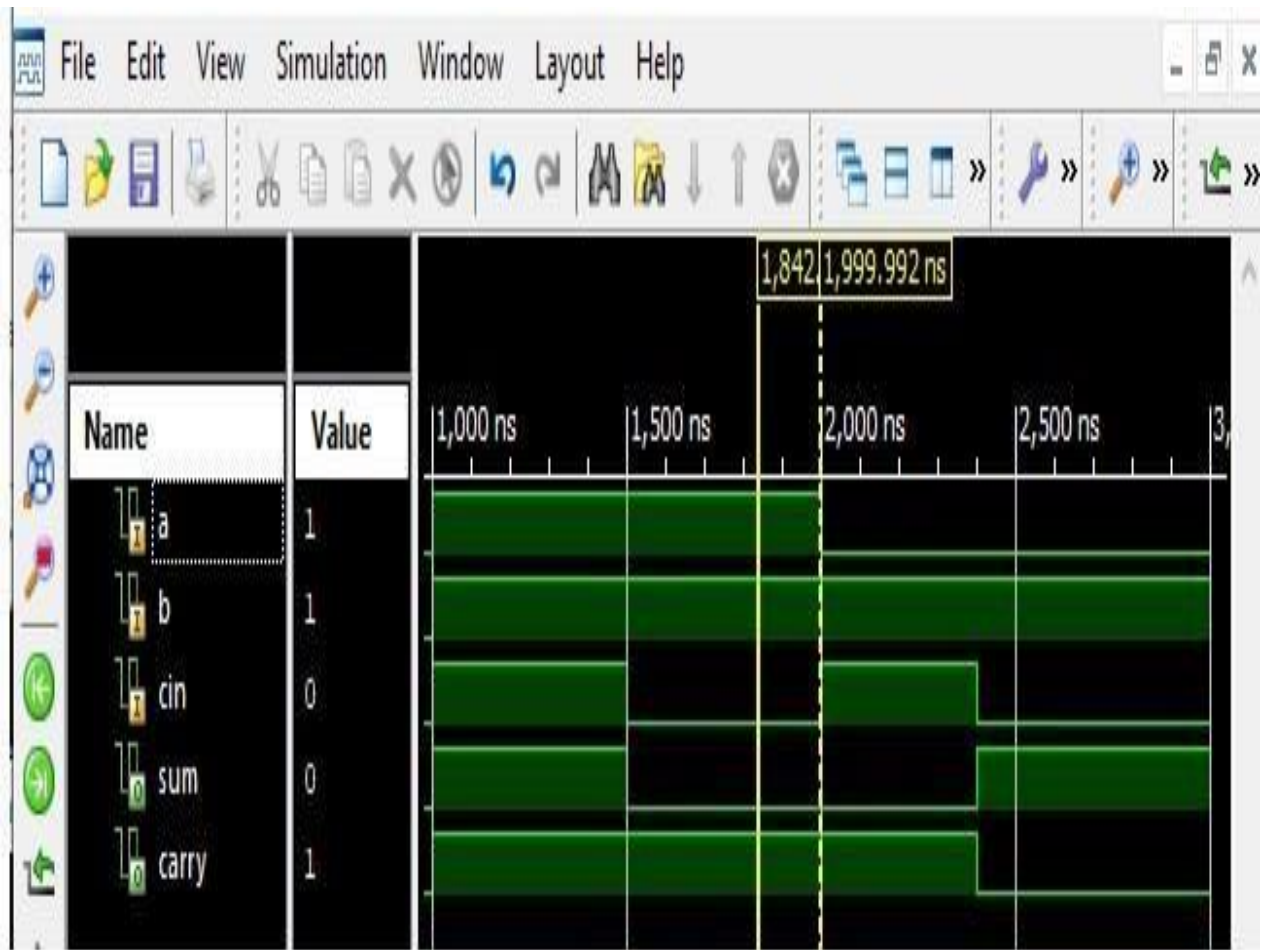 File Edit View Simulation Window Layout Help
» » » »
1,842. 1,999.992 ns
Name Value 1,000 ns 1,500 ns 2,000 ns 2,500 ns 3,
a 1
b 1
cin 0
sum 0
carry 1